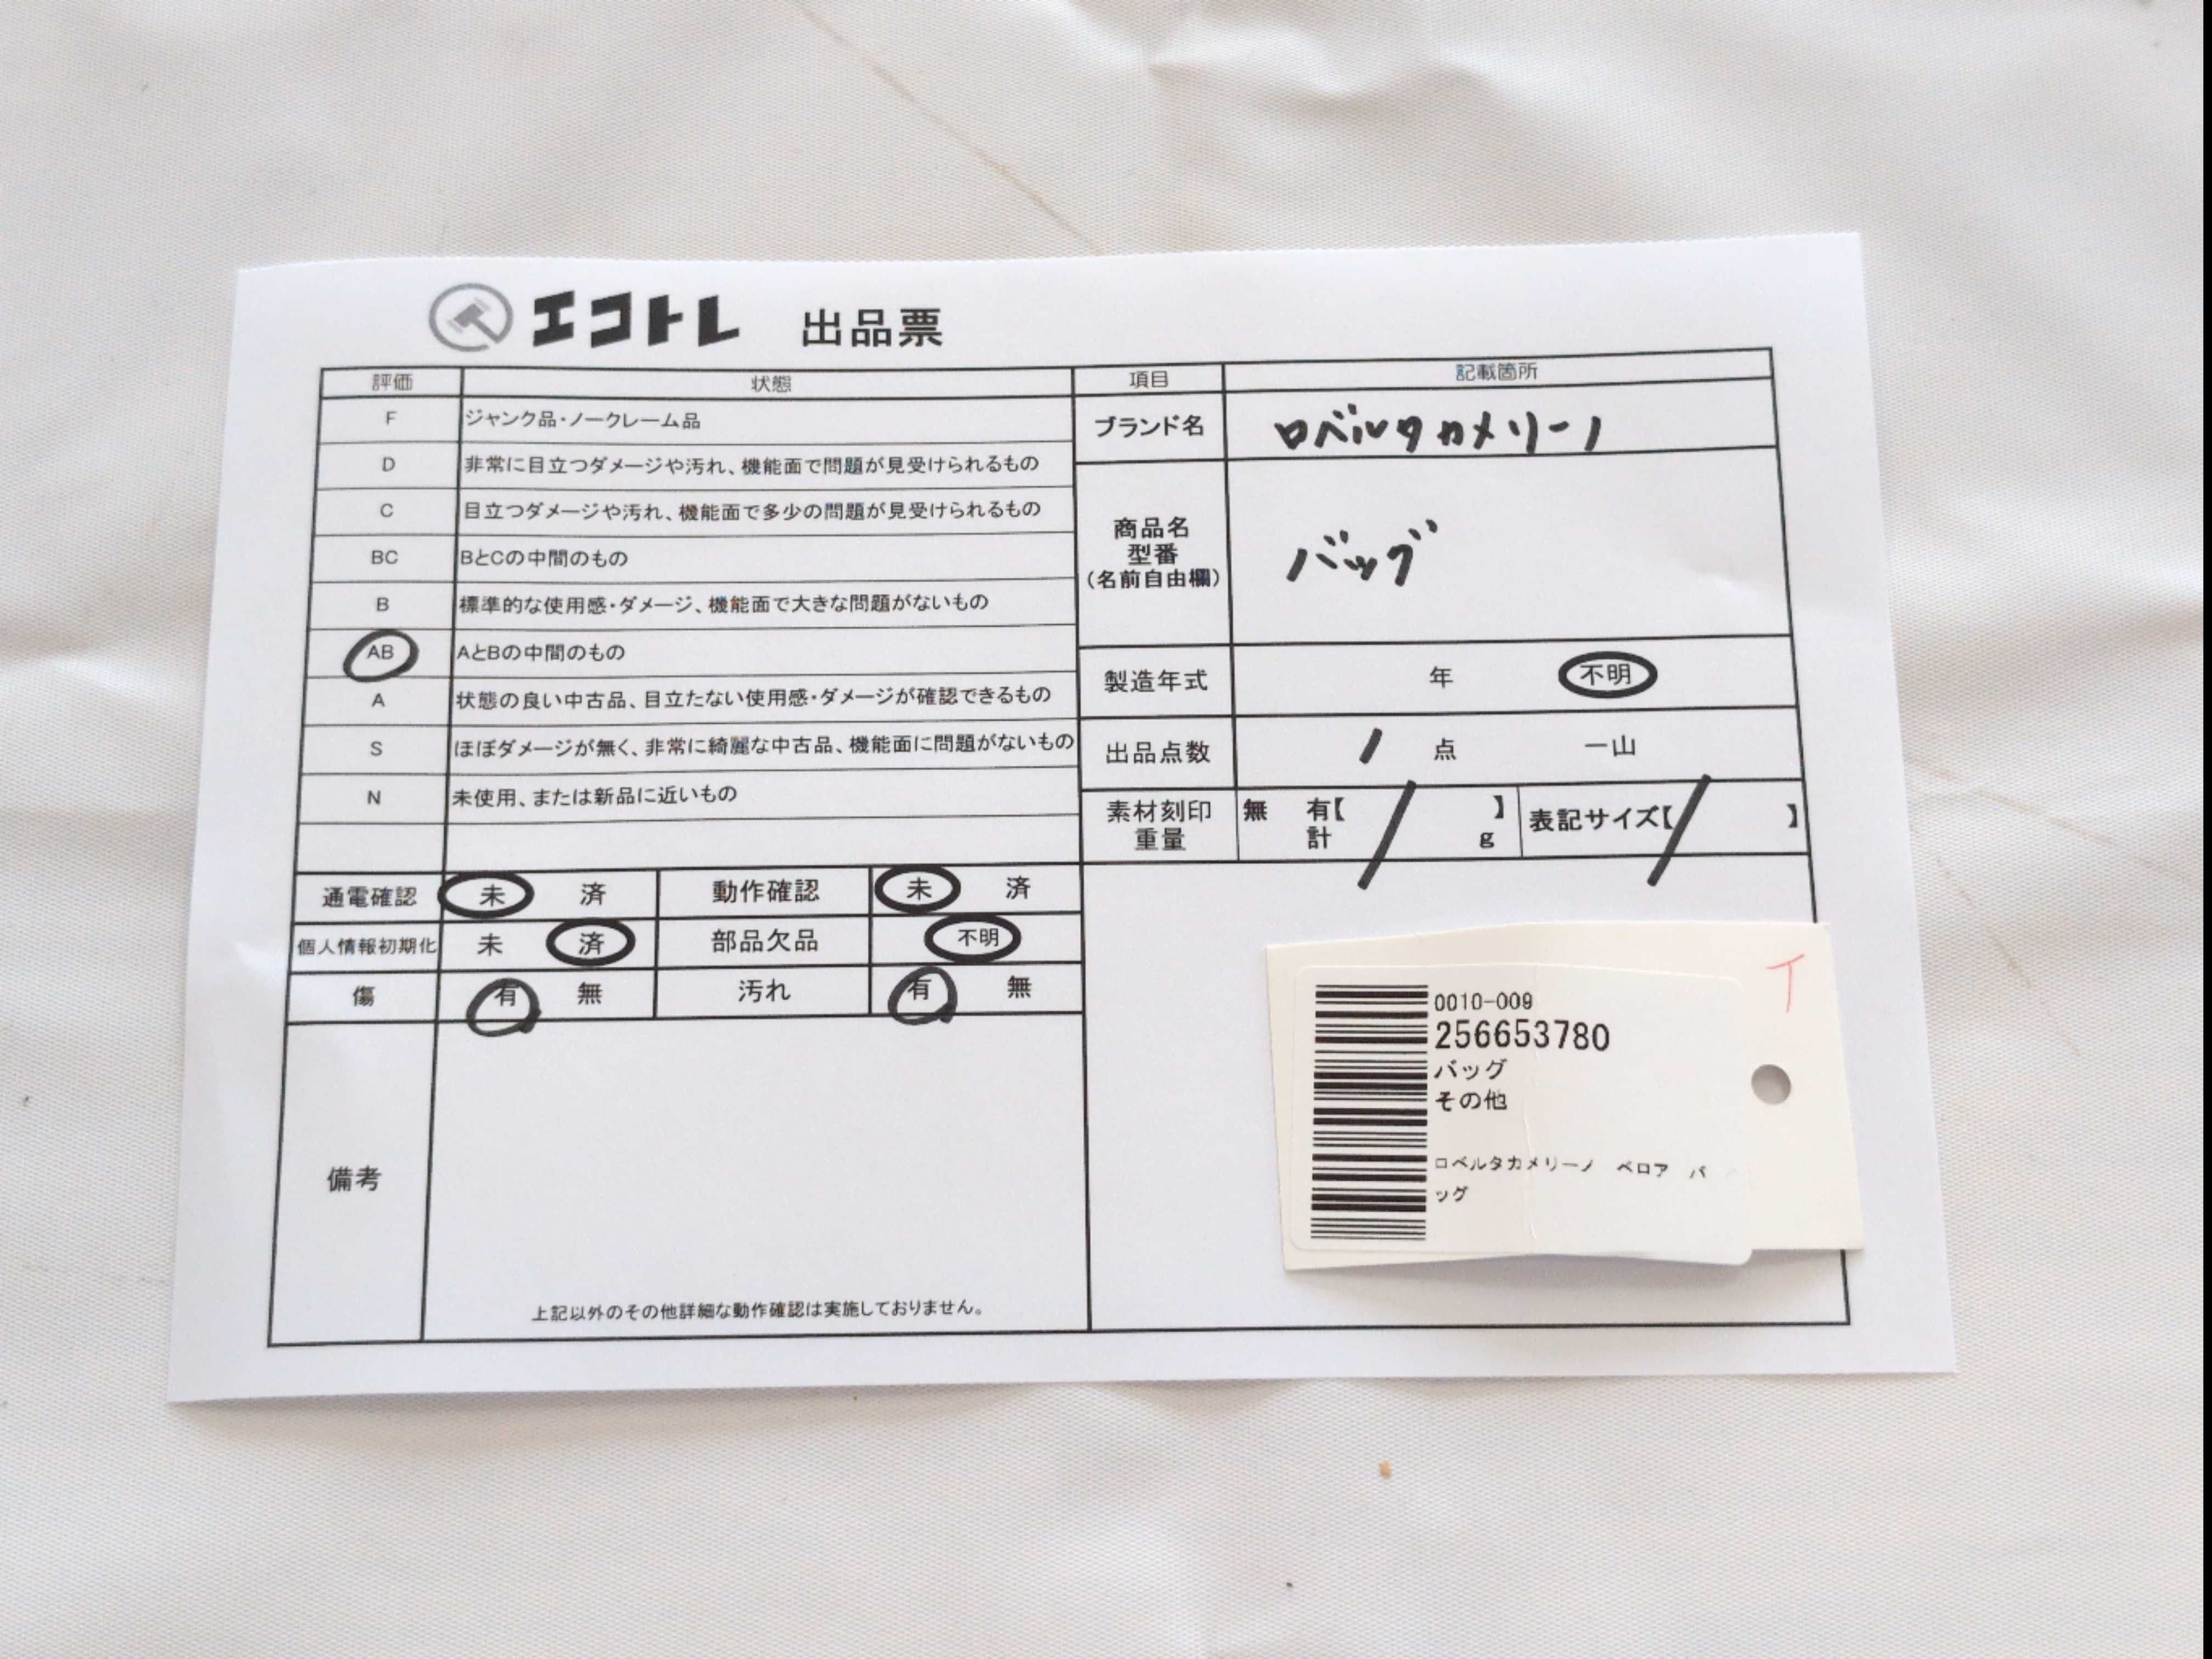 エコトレ 出品票
評価 状態
F ジャンク品・ノークレーム品
D 非常に目立つダメージや汚れ、機能面で問題が見受けられるもの
C 目立つダメージや汚れ、機能面で多少の問題が見受けられるもの
BC BとCの中間のもの
B 標準的な使用感・ダメージ、機能面で大きな問題がないもの
AB AとBの中間のもの
A 状態の良い中古品、目立たない使用感・ダメージが確認できるもの
S ほぼダメージが無く、非常に綺麗な中古品、機能面に問題がないもの
N 未使用、または新品に近いもの
通電確認 未 済 動作確認 未 済
個人情報初期化 未 済 部品欠品 不明
傷 有 無 汚れ 有 無
備考
上記以外のその他詳細な動作確認は実施しておりません。
項目 記載箇所
ブランド名 ロベルタカメリーノ
商品名
型番
(名前自由欄)
バッグ
製造年式 年 不明
出品点数 1 点 一山
素材刻印 無 有【 】 表記サイズ【 】
重量 計 g
0010-009
256653780
バッグ
その他
ロベルタカメリーノ ベロア バ
ッグ